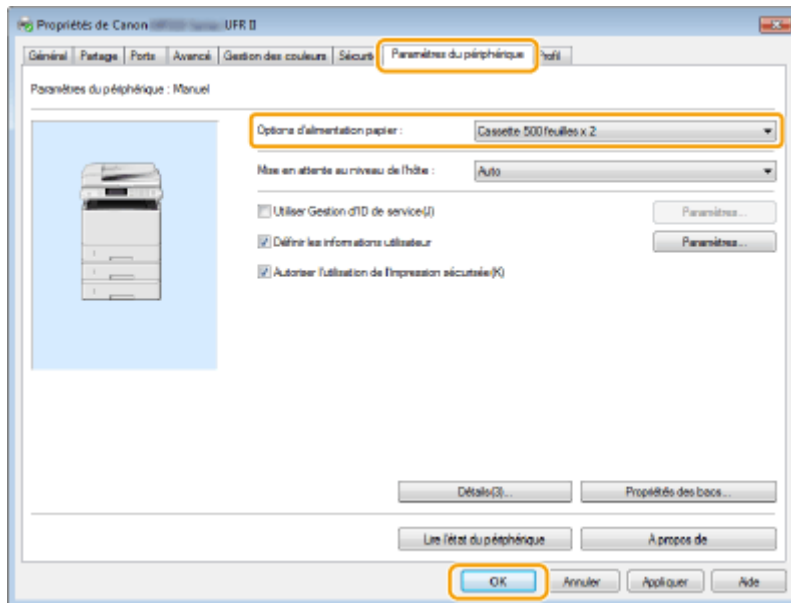 Propriétés de Canon UFR II
Général Partage Ports Avancé Gestion des couleurs Sécurité Paramètres du périphérique Profil
Paramètres du périphérique : Manuel
Options d'alimentation papier : Cassette 500 feuilles x 2
Mise en attente au niveau de l'hôte : Auto
Utiliser Gestion d'ID de service(J) Paramètres...
Définir les informations utilisateur Paramètres...
Autoriser l'utilisation de l'impression sécurisée(K)
Détails(3)... Propriétés des bacs...
Lire l'état du périphérique A propos de
OK Annuler Appliquer Aide